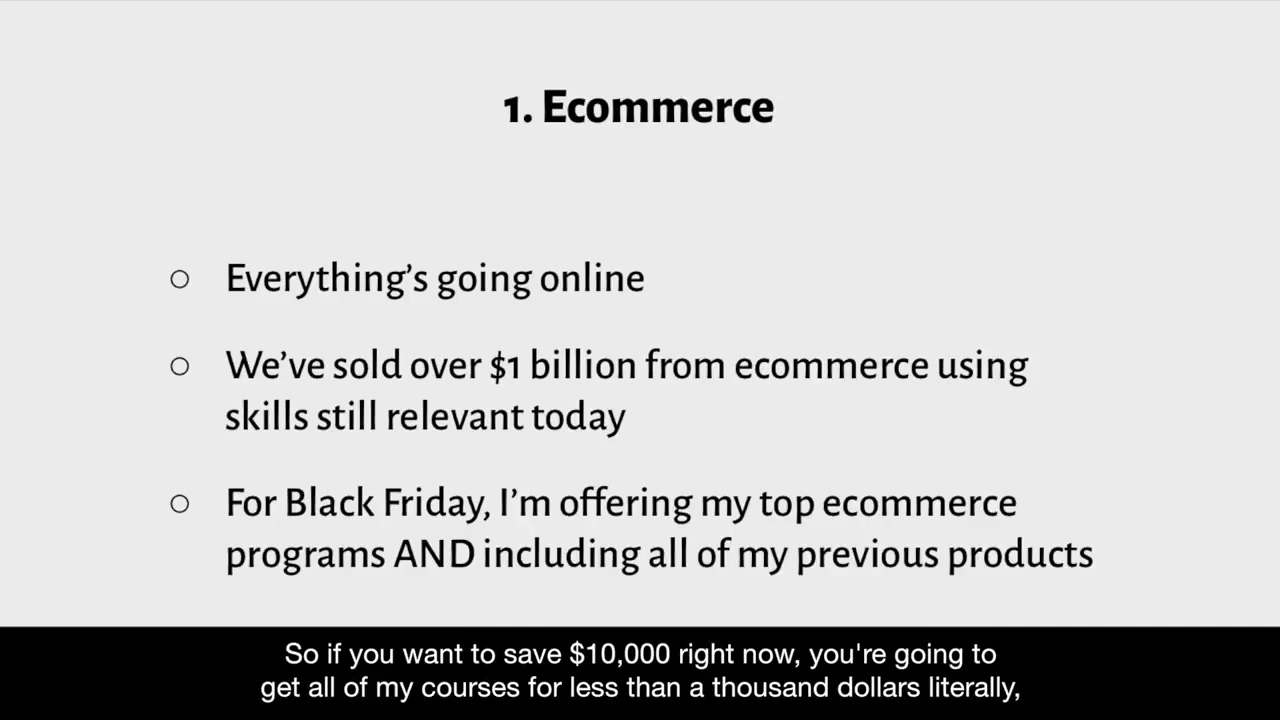 1. Ecommerce
○ Everything's going online
○ We've sold over $1 billion from ecommerce using
skills still relevant today
○ For Black Friday, I'm offering my top ecommerce
programs AND including all of my previous products
So if you want to save $10,000 right now, you're going to
get all of my courses for less than a thousand dollars literally,